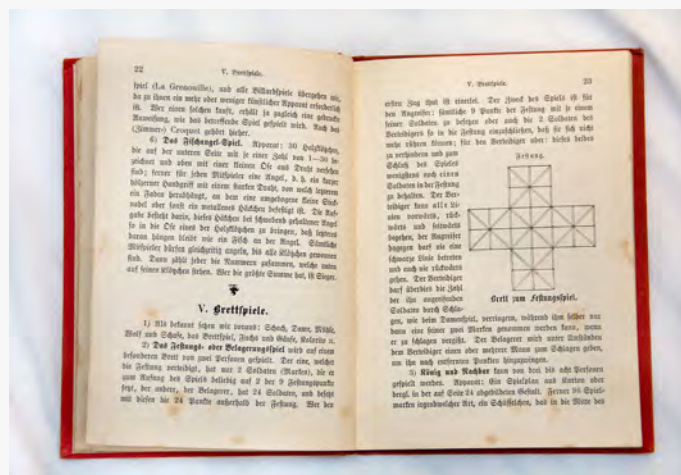 22
V. Brettspiele.
spiel (La Grenouille), und alle Billardspiele übergehen wir,
da zu ihnen ein mehr oder weniger künstlicher Apparat erforderlich
ist. Wer einen solchen kauft, erhält ja zugleich eine gedruckte
Anweisung, wie das betreffende Spiel gespielt wird. Auch das
(Zimmer-) Croquet gehört hieher.
6) Das Fischangel-Spiel. Apparat: 30 Holzklötzchen,
die auf der unteren Seite mit je einer Zahl von 1—30 be-
zeichnet und oben mit einer kleinen Öse aus Draht versehen
sind; ferner für jeden Mitspieler eine Angel, d. h. ein kurzer
hölzerner Handgriff mit einem starken Draht, von welch letzterem
ein Faden herabhängt, an dem eine umgebogene kleine Steck-
nadel oder sonst ein metallenes Häkchen befestigt ist. Die Auf-
gabe besteht darin, dieses Häkchen bei schwebend gehaltener Angel
so in die Öse eines der Holzklötzchen zu bringen, daß letzteres
daran hängen bleibt wie ein Fisch an der Angel. Sämtliche
Mitspieler dürfen gleichzeitig angeln, bis alle Klötzchen gewonnen
sind. Dann zählt jeder die Nummern zusammen, welche unten
auf seinen Klötzchen stehen. Wer die größte Summe hat, ist Sieger.
V. Brettspiele.
1) Als bekannt setzen wir voraus: Schach, Dame, Mühle,
Wolf und Schafe, das Brettspiel, Fuchs und Gänse, Kolorito
2) Das Festungs- oder Belagerungsspiel wird auf einem
besonderen Brett von zwei Personen gespielt. Der eine, welcher
die Festung verteidigt, hat nur 2 Soldaten (Marken), die er
zum Anfang des Spiels beliebig auf 2 der 9 Festungspunkte
setzt, der andere, der Belagerer, hat 24 Soldaten, und besetzt
mit diesen die 24 Punkte außerhalb der Festung. Wer den
V. Brettspiele.
23
ersten Zug thut ist einerlei. Der Zweck des Spiels ist für
den Angreifer: sämtliche 9 Punkte der Festung mit je einem
seiner Soldaten zu besetzen oder auch die 2 Soldaten des
Verteidigers so in die Festung einzuschließen, daß sie sich nicht
mehr rühren können; für den Verteidiger aber: dieses beides
zu verhindern und zum
Schluß des Spieles
wenigstens noch einen
Soldaten in der Festung
zu behalten. Der Ver-
teidiger kann alle Li-
nien vorwärts, rück-
wärts und seitwärts
begehen, der Angreifer
dagegen darf nie eine
schwarze Linie betreten
und auch nie rückwärts
gehen. Der Verteidiger
darf überdies die Zahl
der ihn angreifenden
Soldaten durch Schla-
Festung.
Brett zum Festungsspiel.
gen, wie beim Damenspiel, verringern, während ihm selber nur
dann eine seiner zwei Marken genommen werden kann, wenn
er zu schlagen vergißt. Der Belagerer wird unter Umständen
dem Verteidiger einen oder mehrere Mann zum Schlagen geben,
um ihn nach entfernten Punkten hinzuzwingen.
3) König und Nachbar kann von drei bis acht Personen
gespielt werden. Apparat: Ein Spielplan aus Karton oder
dergl. in der auf Seite 24 abgebildeten Gestalt. Ferner 96 Spiel-
marken irgendwelcher Art, ein Schüsselchen, das in die Mitte des